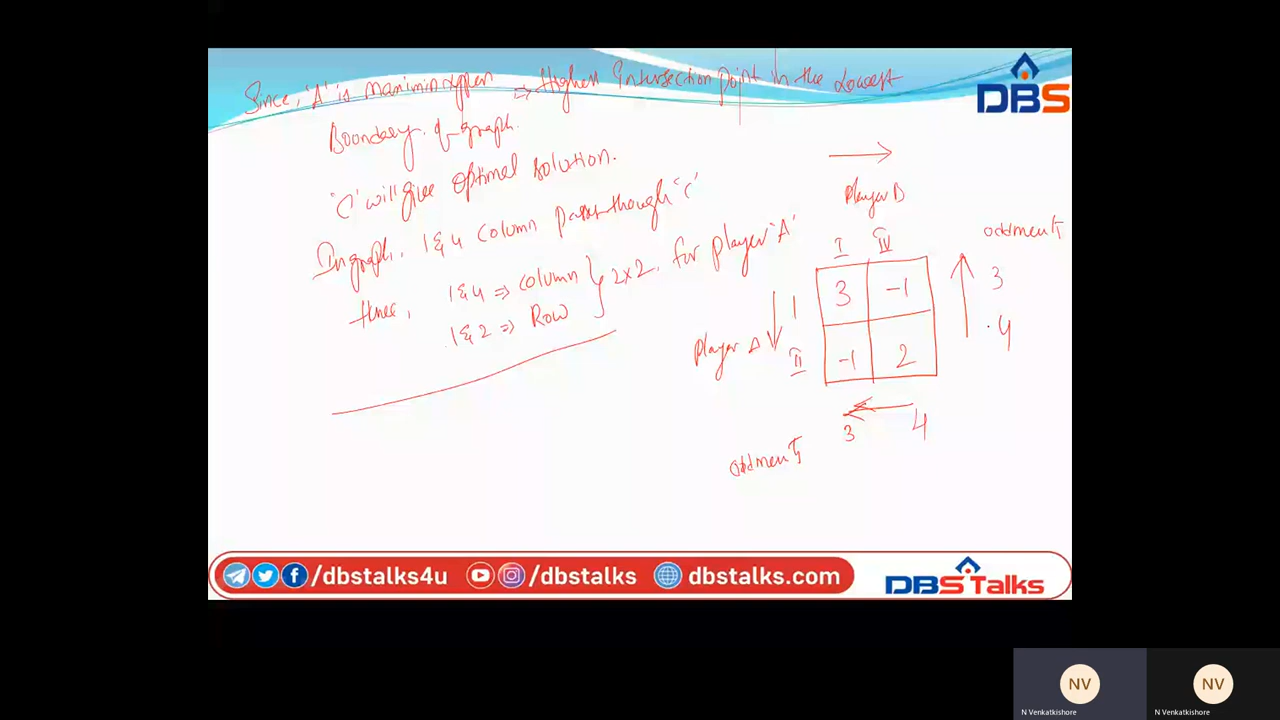 Since, 'A' is maximin player => Highest Intersection point in the Lowest
Boundary of graph.
'C' will give optimal solution.
In graph, 1 & 4 column passes through 'C'
Hence, 1 & 4 => column } 2x2. for player 'A'
1 & 2 => Row
DBS
Player B
I IV
oddments
1 3 -1 3
Player A II -1 2 4
3 4
oddments
/dbstalks4u /dbstalks dbstalks.com DBS Talks
NV NV
N Venkatkishore N Venkatkishore